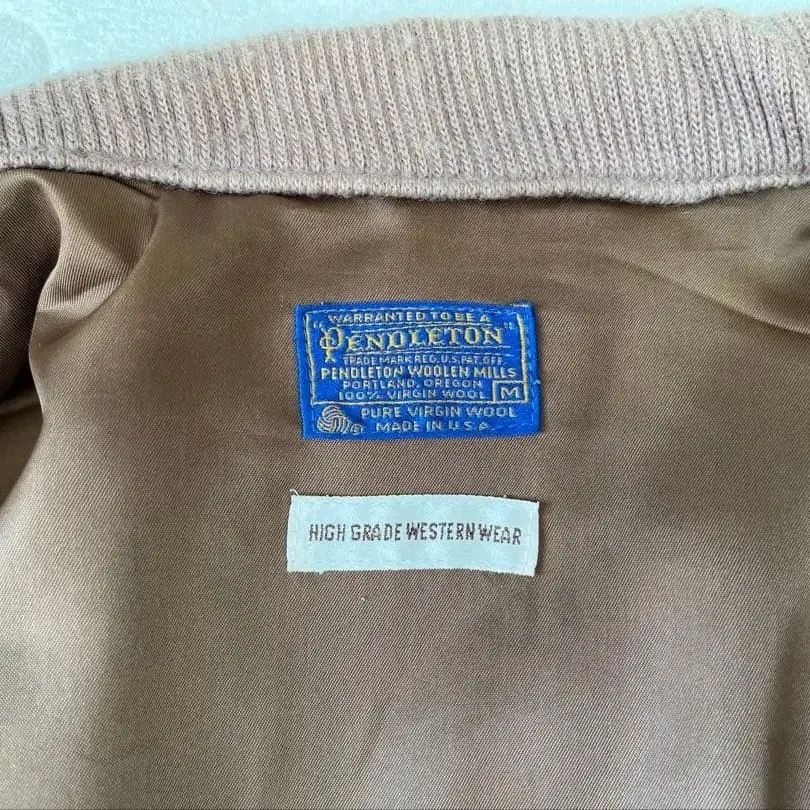 WARRANTED TO BE A
"PENDLETON"
TRADE MARK REG. U.S. PAT. OFF.
PENDLETON WOOLEN MILLS
PORTLAND, OREGON
100% VIRGIN WOOL M
PURE VIRGIN WOOL
MADE IN U.S.A.
HIGH GRADE WESTERN WEAR